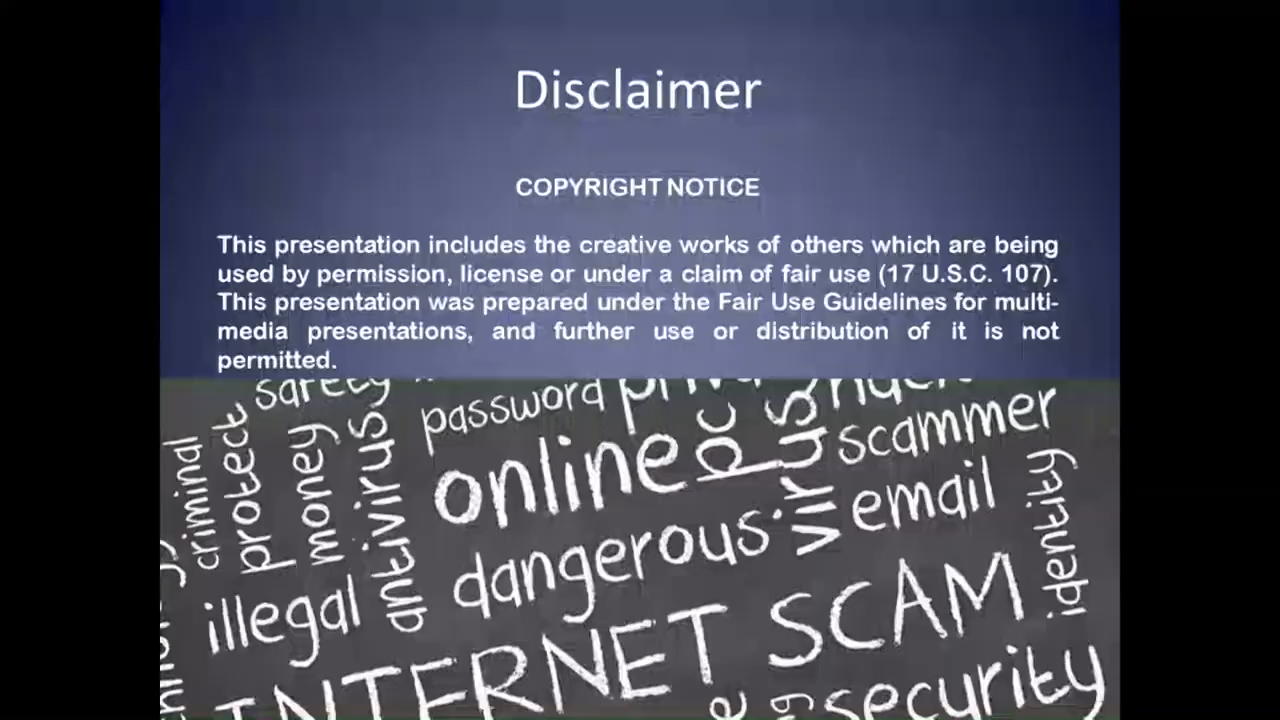 Disclaimer
COPYRIGHT NOTICE
This presentation includes the creative works of others which are being
used by permission, license or under a claim of fair use (17 U.S.C. 107).
This presentation was prepared under the Fair Use Guidelines for multi-
media presentations, and further use or distribution of it is not
permitted.
safety
password
criminal
protect
money
antivirus
online
pc
virus
scammer
email
identity
illegal
dangerous
INTERNET SCAM
security